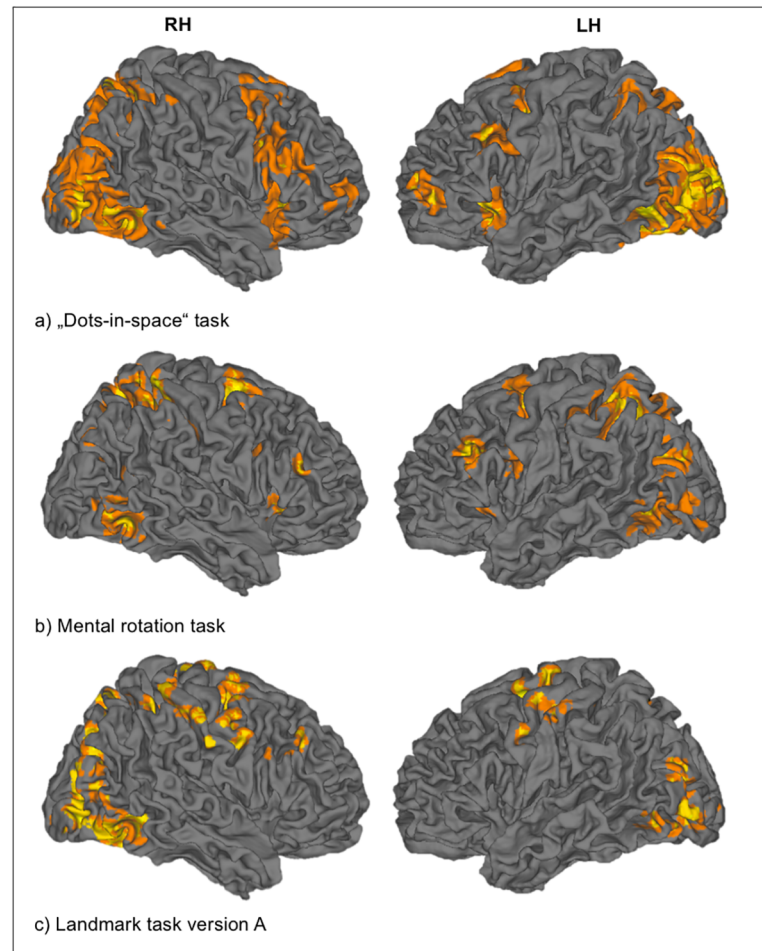 RH
LH
a) „Dots-in-space“ task
b) Mental rotation task
c) Landmark task version A